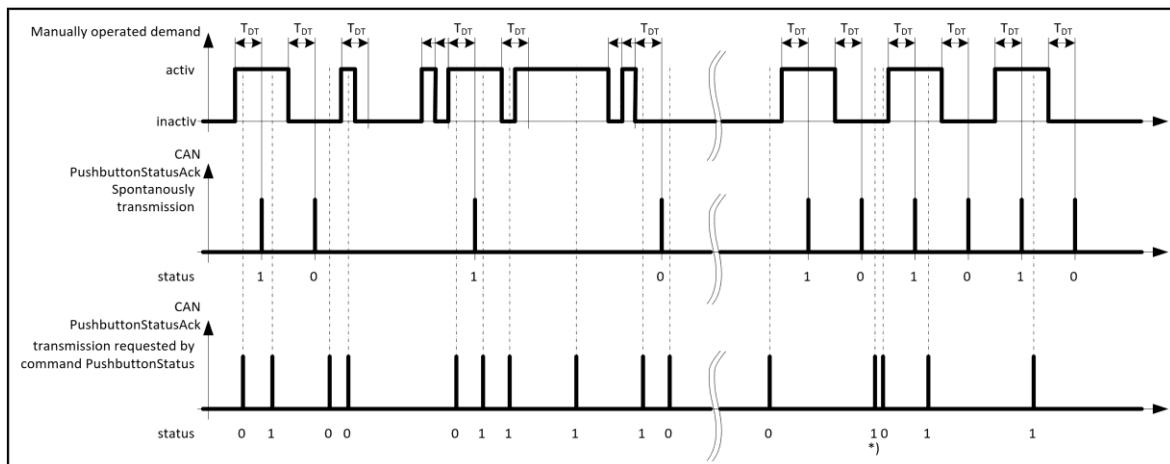 T_DT T_DT T_DT T_DT T_DT T_DT T_DT T_DT T_DT T_DT T_DT T_DT
Manually operated demand
activ
inactiv
CAN
PushbuttonStatusAck
Spontanously
transmission
status 1 0 1 0 1 0 1 0 1 0
CAN
PushbuttonStatusAck
transmission requested by
command PushbuttonStatus
status 0 1 0 0 0 1 1 1 1 0 0 1 0 1 1
*)